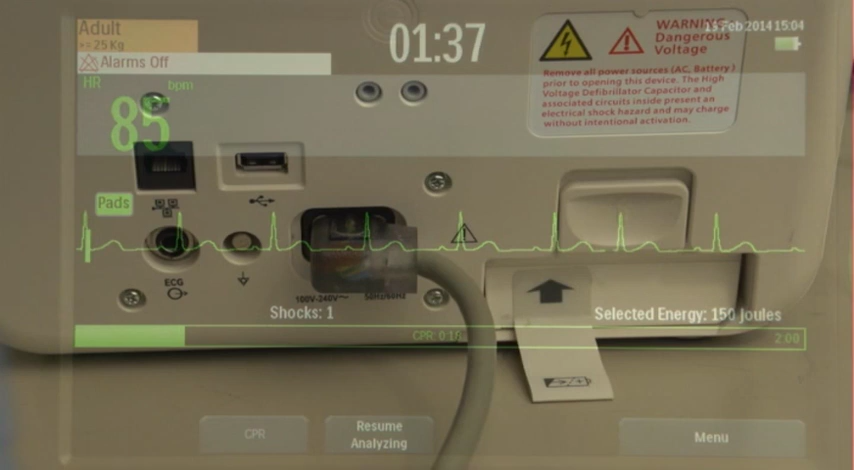 Adult
>= 25 Kg
Alarms Off
01:37
Feb 2014 15:04
WARNING
Dangerous
Voltage
Remove all power sources (AC, Battery)
prior to opening this device. The High
Voltage Defibrillator Capacitor and
associated circuits inside present an
electrical shock hazard and may charge
without intentional activation.
HR
bpm
85
Pads
ECG
100V-240V~
50Hz/60Hz
Shocks: 1
Selected Energy: 150 Joules
CPR:
2:00
CPR
Resume
Analyzing
Menu